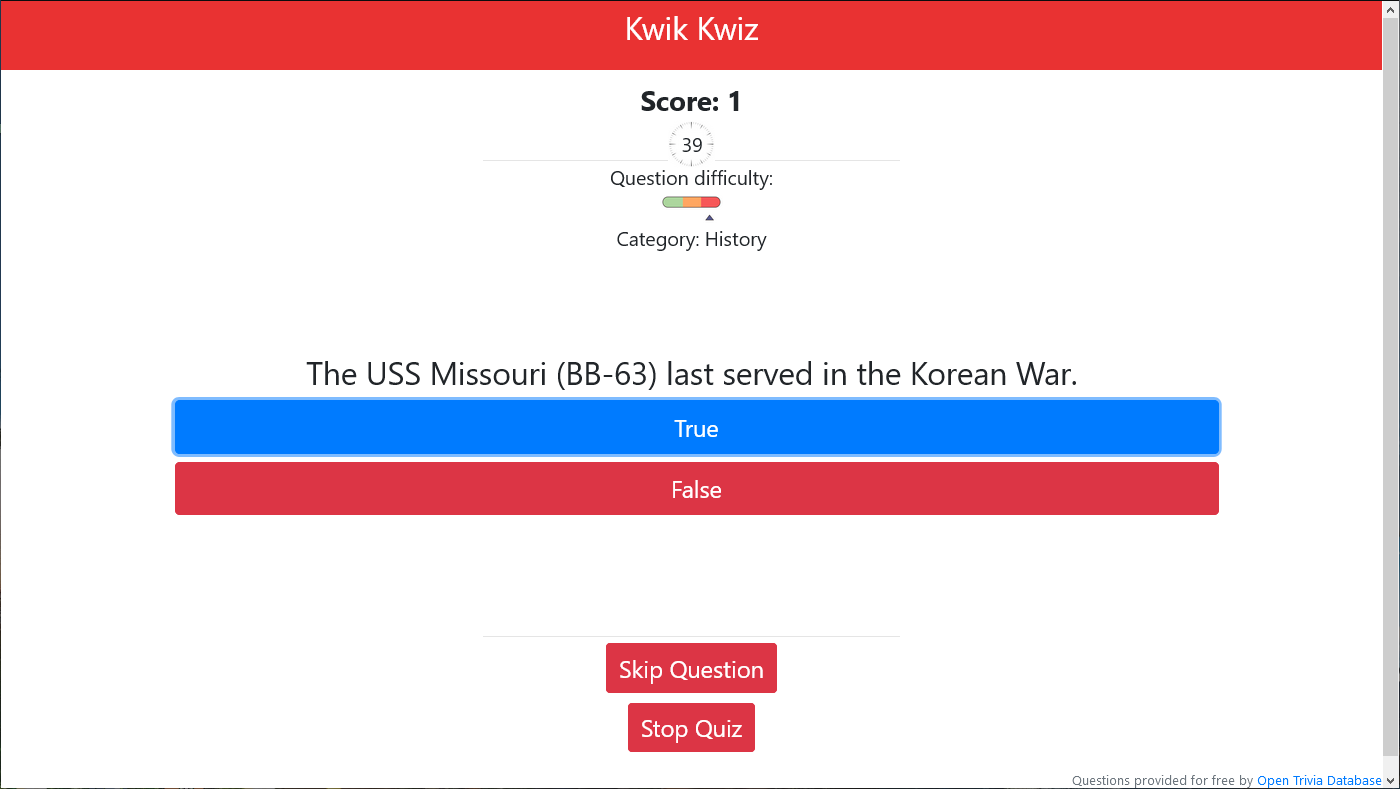 Kwik Kwiz
Score: 1
39
Question difficulty:
Category: History
The USS Missouri (BB-63) last served in the Korean War.
True
False
Skip Question
Stop Quiz
Questions provided for free by Open Trivia Database